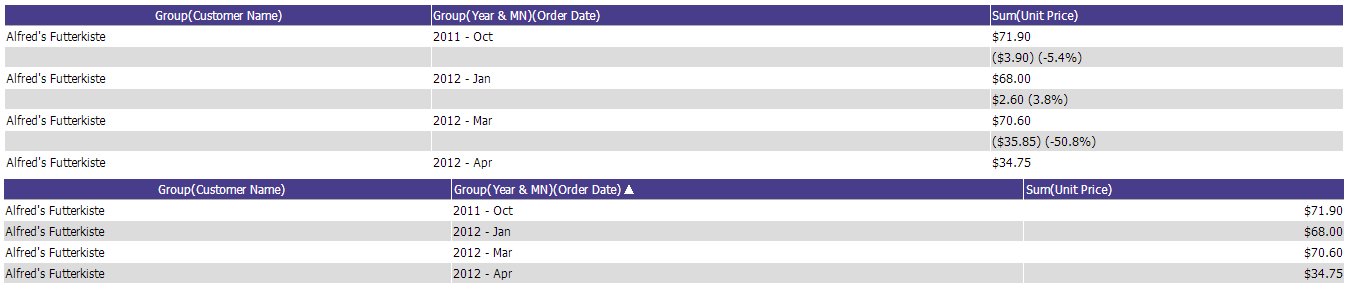 Group(Customer Name) Group(Year & MN)(Order Date) Sum(Unit Price)
Alfred's Futterkiste 2011 - Oct $71.90
($3.90) (-5.4%)
Alfred's Futterkiste 2012 - Jan $68.00
$2.60 (3.8%)
Alfred's Futterkiste 2012 - Mar $70.60
($35.85) (-50.8%)
Alfred's Futterkiste 2012 - Apr $34.75
Group(Customer Name) Group(Year & MN)(Order Date) ▲ Sum(Unit Price)
Alfred's Futterkiste 2011 - Oct $71.90
Alfred's Futterkiste 2012 - Jan $68.00
Alfred's Futterkiste 2012 - Mar $70.60
Alfred's Futterkiste 2012 - Apr $34.75